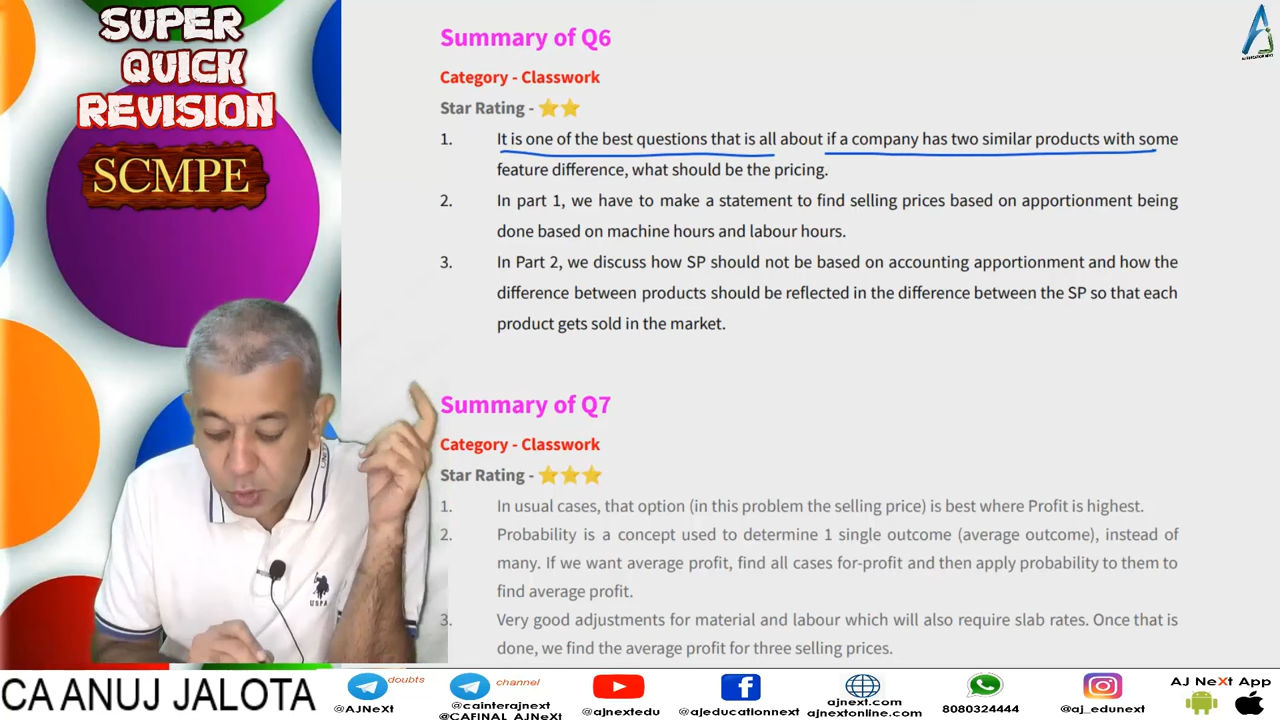 SUPER
QUICK
REVISION
SCMPE
Summary of Q6
Category - Classwork
Star Rating -
1. It is one of the best questions that is all about if a company has two similar products with some
feature difference, what should be the pricing.
2. In part 1, we have to make a statement to find selling prices based on apportionment being
done based on machine hours and labour hours.
3. In Part 2, we discuss how SP should not be based on accounting apportionment and how the
difference between products should be reflected in the difference between the SP so that each
product gets sold in the market.
Summary of Q7
Category - Classwork
Star Rating -
1. In usual cases, that option (in this problem the selling price) is best where Profit is highest.
2. Probability is a concept used to determine 1 single outcome (average outcome), instead of
many. If we want average profit, find all cases for-profit and then apply probability to them to
find average profit.
3. Very good adjustments for material and labour which will also require slab rates. Once that is
done, we find the average profit for three selling prices.
USPA
CA ANUJ JALOTA
doubts
@AJNeXt
channel
@cainterajnext
@CAFINAL_AJNeXt
@ajnextedu
@ajeducationnext
ajnext.com
ajnextonline.com
8080324444
@aj_edunext
AJ NeXt App